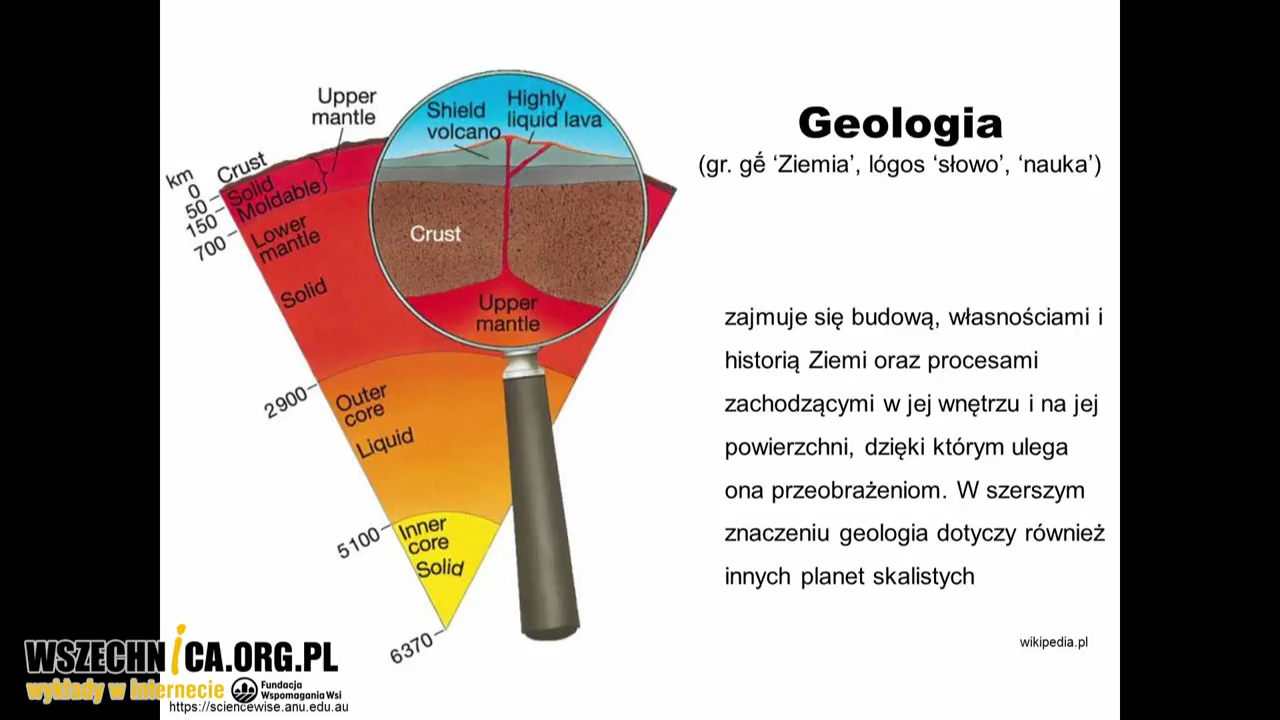 Geologia
(gr. gḗ ‘Ziemia’, lógos ‘słowo’, ‘nauka’)
Upper
mantle
Shield
volcano
Highly
liquid lava
km
0
50
150
700
Crust
Solid
Moldable
Lower
mantle
Solid
Crust
Upper
mantle
2900
Outer
core
Liquid
5100
Inner
core
Solid
6370
zajmuje się budową, własnościami i
historią Ziemi oraz procesami
zachodzącymi w jej wnętrzu i na jej
powierzchni, dzięki którym ulega
ona przeobrażeniom. W szerszym
znaczeniu geologia dotyczy również
innych planet skalistych
wikipedia.pl
WSZECHNiCA.ORG.PL
wykłady w Internecie
Fundacja
Wspomagania Wsi
https://sciencewise.anu.edu.au